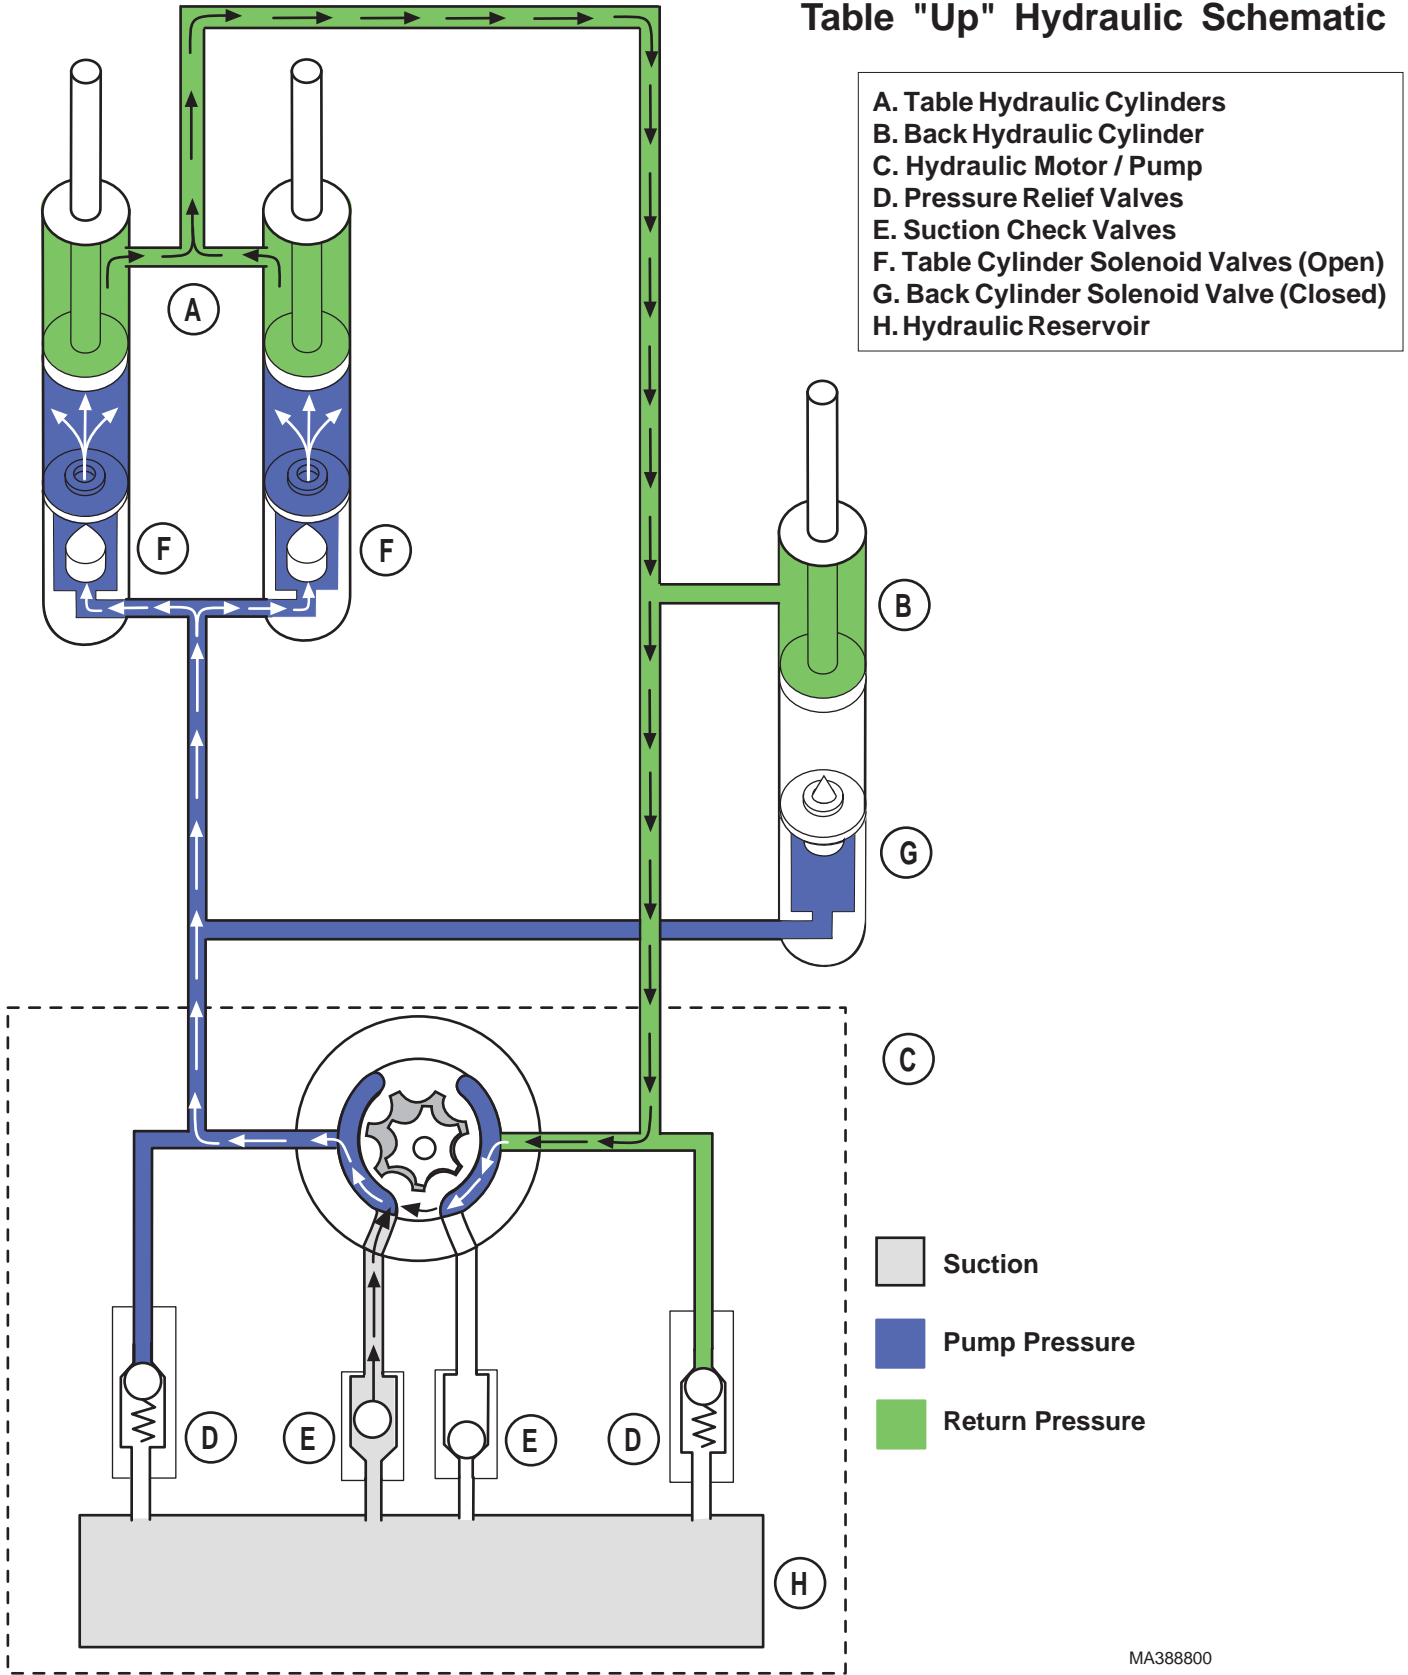 Table "Up" Hydraulic Schematic
A. Table Hydraulic Cylinders
B. Back Hydraulic Cylinder
C. Hydraulic Motor / Pump
D. Pressure Relief Valves
E. Suction Check Valves
F. Table Cylinder Solenoid Valves (Open)
G. Back Cylinder Solenoid Valve (Closed)
H. Hydraulic Reservoir
A
F
F
B
G
C
Suction
Pump Pressure
Return Pressure
D
E
E
D
H
MA388800